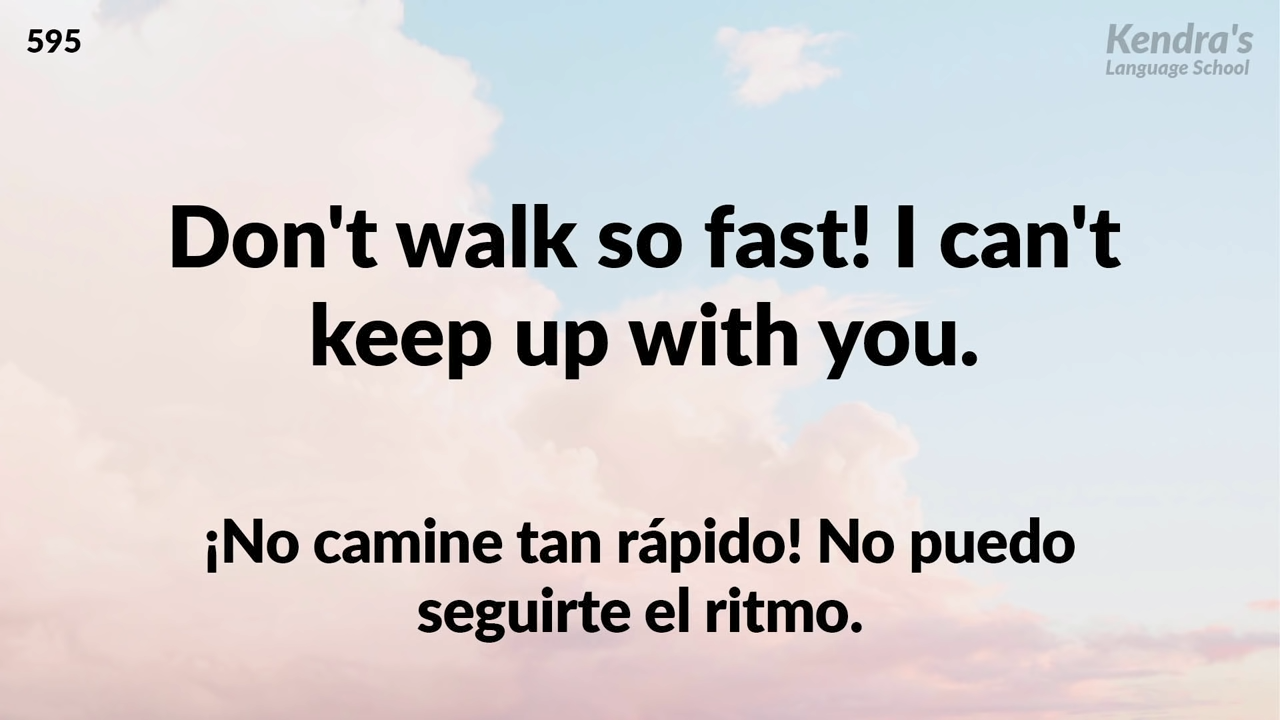 595
Kendra's
Language School
Don't walk so fast! I can't
keep up with you.
¡No camine tan rápido! No puedo
seguirte el ritmo.